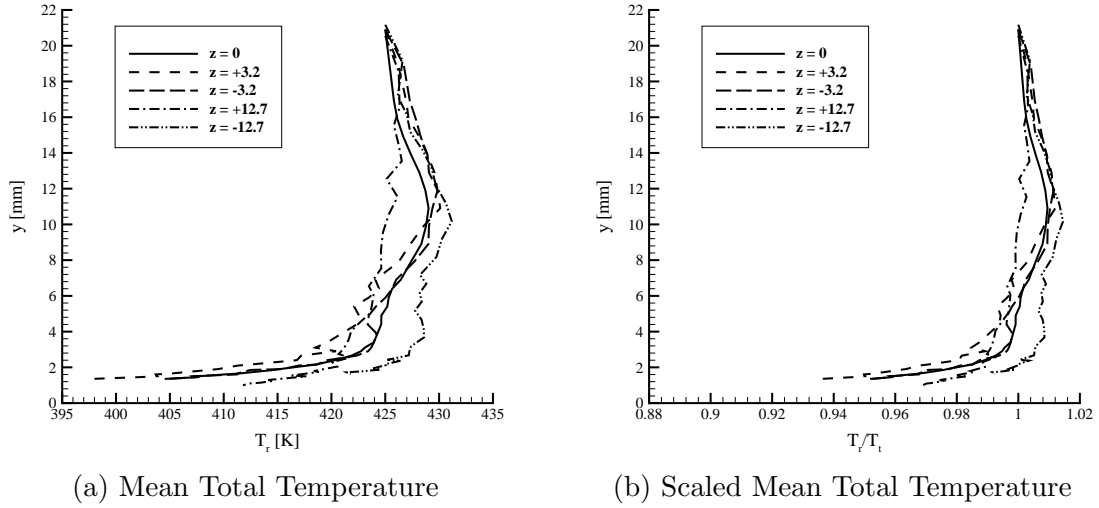 22
20
18
16
14
12
10
8
6
4
2
0
y [mm]
z = 0
z = +3.2
z = -3.2
z = +12.7
z = -12.7
395 400 405 410 415 420 425 430 435
T_r [K]
(a) Mean Total Temperature
22
20
18
16
14
12
10
8
6
4
2
0
y [mm]
z = 0
z = +3.2
z = -3.2
z = +12.7
z = -12.7
0.88 0.9 0.92 0.94 0.96 0.98 1 1.02
T_r/T_t
(b) Scaled Mean Total Temperature